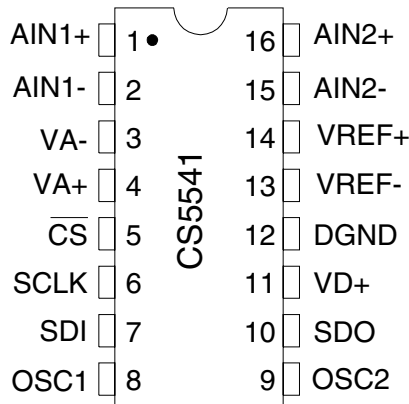 AIN1+ 1 16 AIN2+
AIN1- 2 15 AIN2-
VA- 3 14 VREF+
VA+ 4 13 VREF-
C̅S̅ 5 12 DGND
SCLK 6 11 VD+
SDI 7 10 SDO
OSC1 8 9 OSC2
CS5541